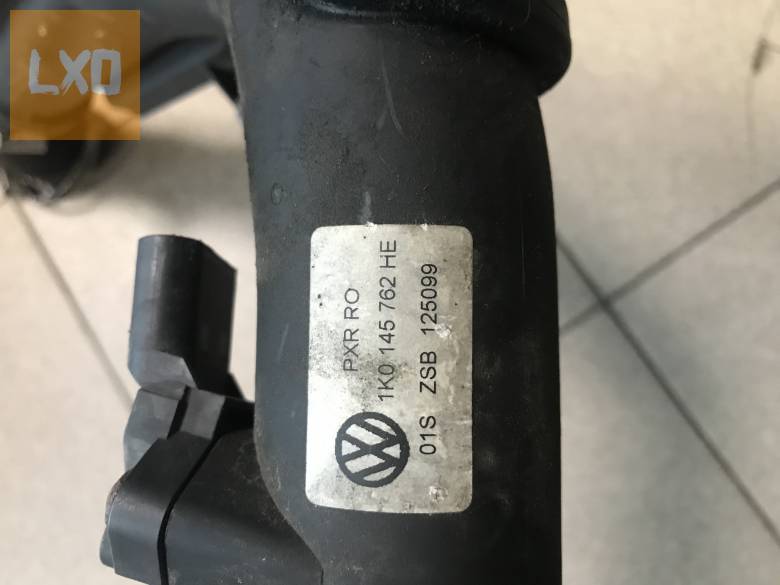 LXO
PXR RO
1K0 145 762 HE
01S ZSB 125099